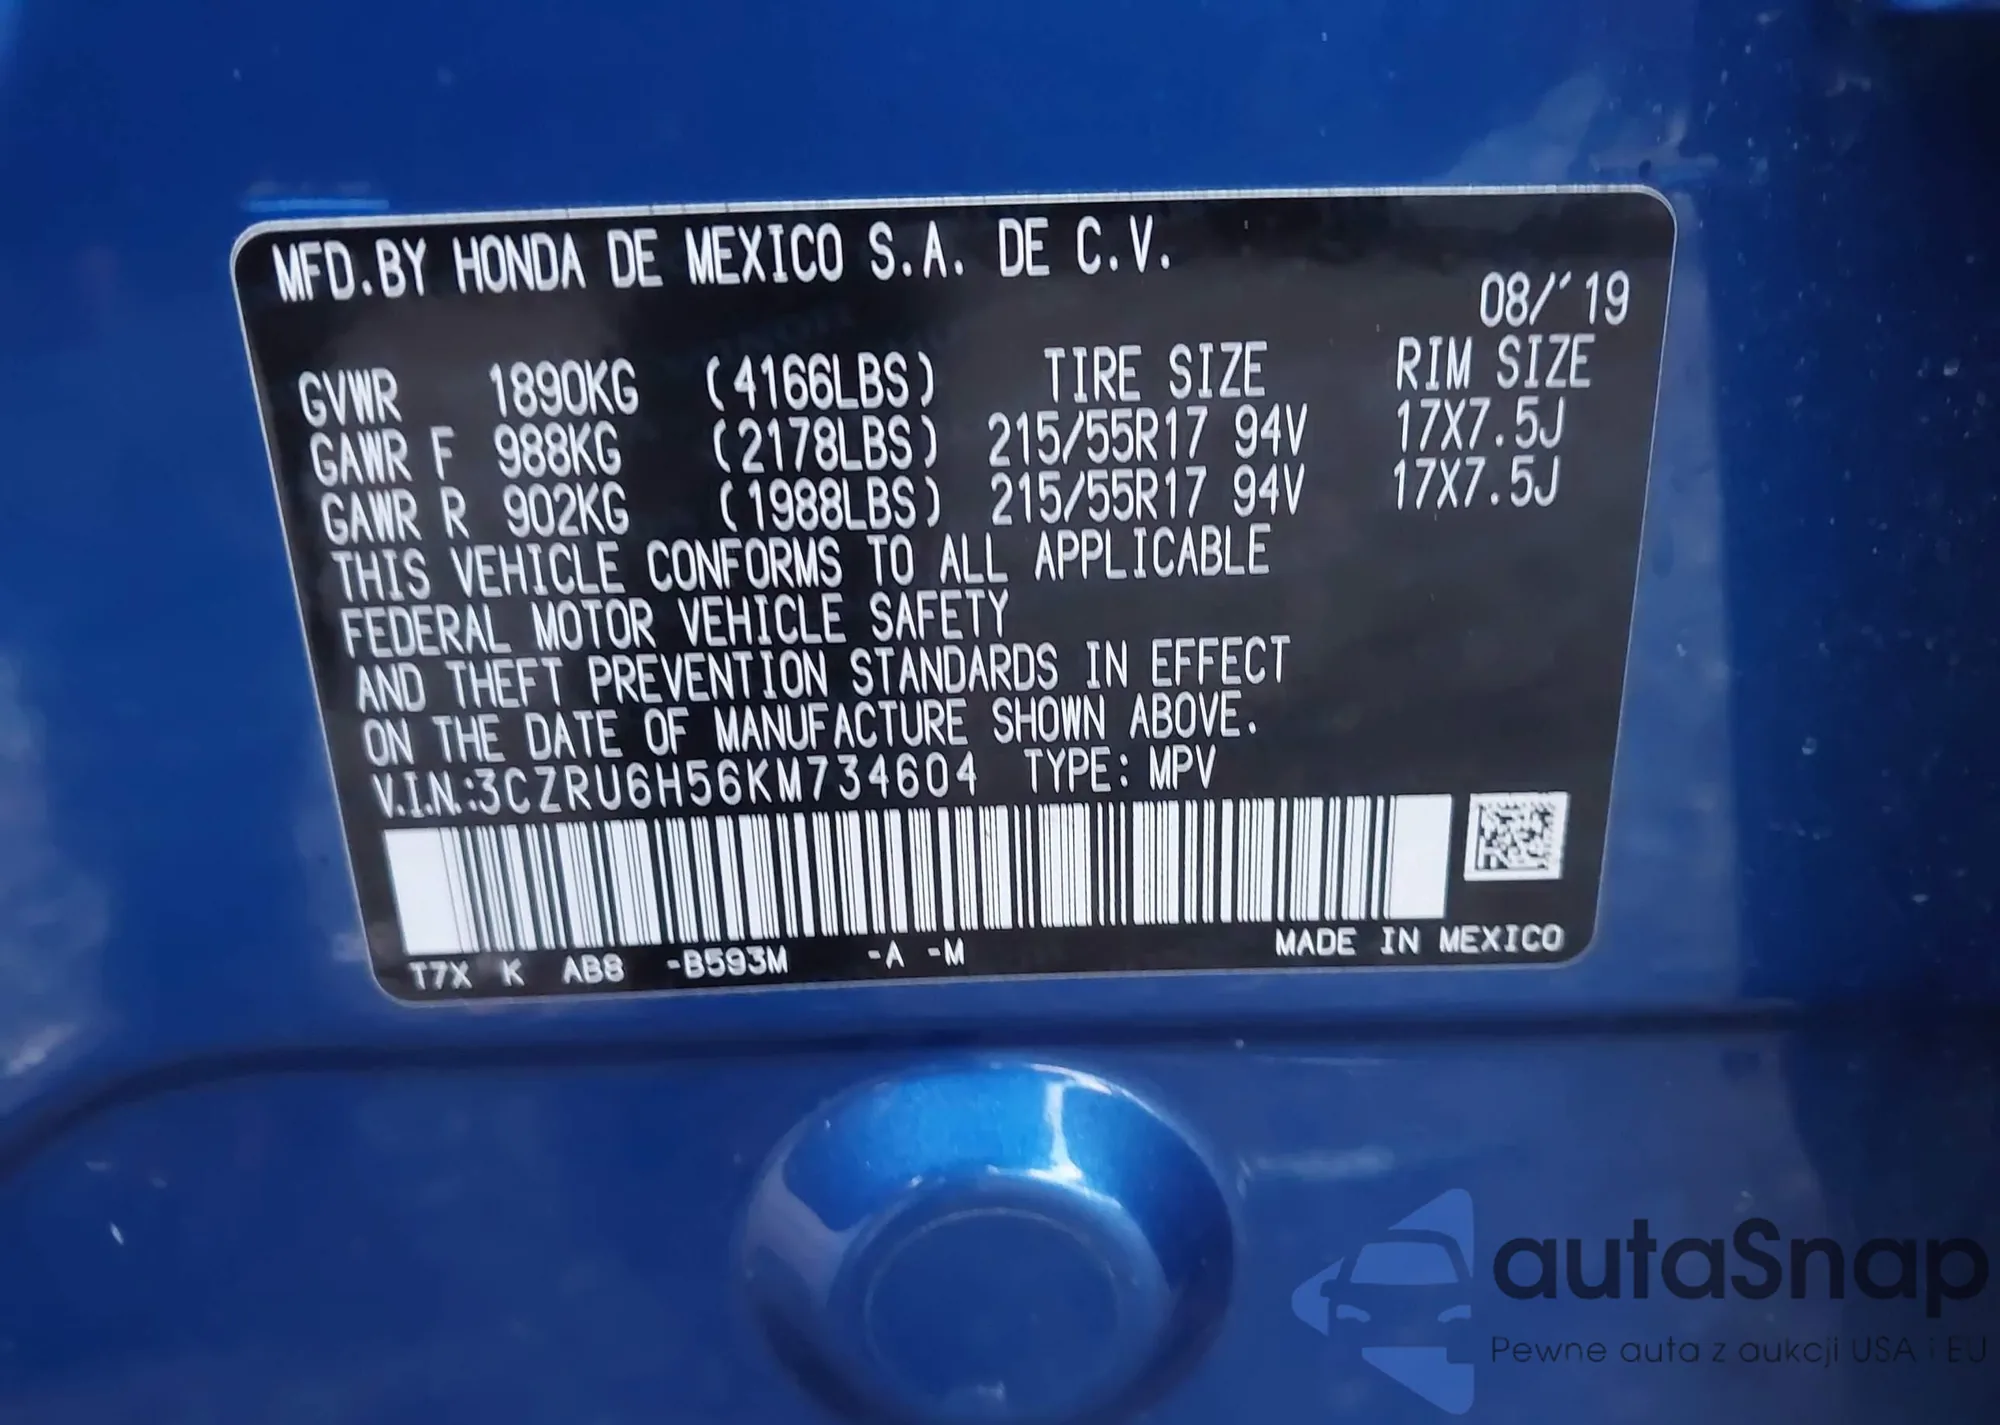 MFD.BY HONDA DE MEXICO S.A. DE C.V.
08/'19
GVWR 1890KG (4166LBS) TIRE SIZE RIM SIZE
GAWR F 988KG (2178LBS) 215/55R17 94V 17X7.5J
GAWR R 902KG (1988LBS) 215/55R17 94V 17X7.5J
THIS VEHICLE CONFORMS TO ALL APPLICABLE
FEDERAL MOTOR VEHICLE SAFETY
AND THEFT PREVENTION STANDARDS IN EFFECT
ON THE DATE OF MANUFACTURE SHOWN ABOVE.
V.I.N.:3CZRU6H56KM734604 TYPE: MPV
T7X K AB8 -B593M -A -M MADE IN MEXICO
autaSnap
Pewne auta z aukcji USA i EU